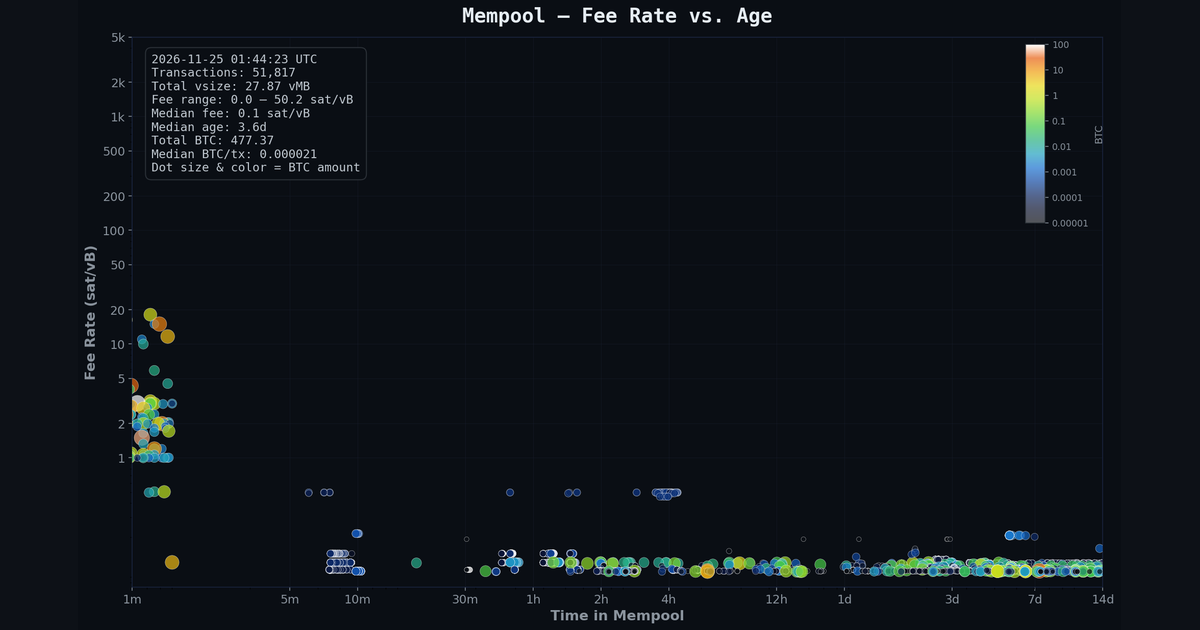 Mempool — Fee Rate vs. Age
2026-11-25 01:44:23 UTC
Transactions: 51,817
Total vsize: 27.87 vMB
Fee range: 0.0 – 50.2 sat/vB
Median fee: 0.1 sat/vB
Median age: 3.6d
Total BTC: 477.37
Median BTC/tx: 0.000021
Dot size & color = BTC amount
5k
2k
1k
500
200
100
50
20
10
5
2
1
Fee Rate (sat/vB)
100
10
1
0.1
0.01
0.001
0.0001
0.00001
BTC
1m
5m
10m
30m
1h
2h
4h
12h
1d
3d
7d
14d
Time in Mempool